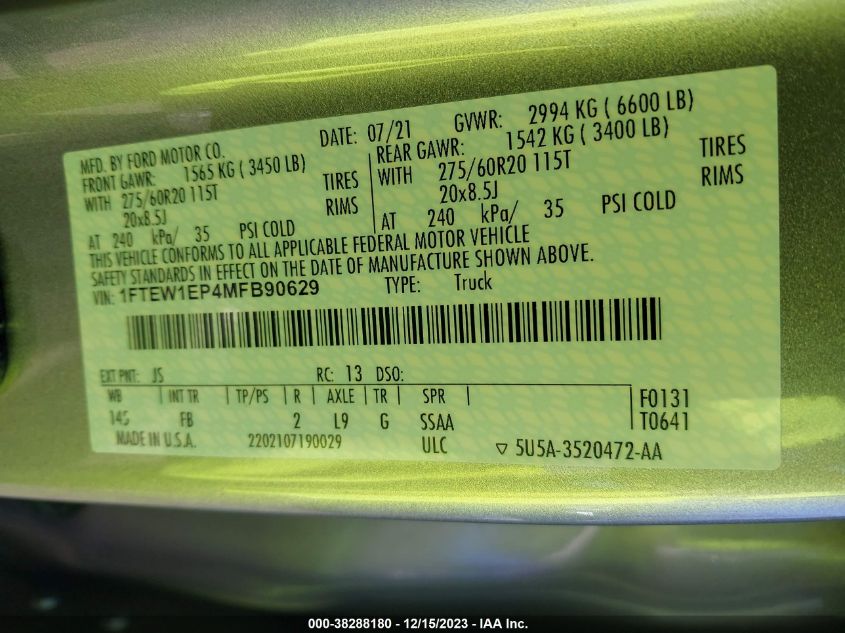 MFD. BY FORD MOTOR CO. DATE: 07/21 GVWR: 2994 KG ( 6600 LB)
FRONT GAWR: 1565 KG ( 3450 LB) REAR GAWR: 1542 KG ( 3400 LB)
WITH 275/60R20 115T TIRES WITH 275/60R20 115T TIRES
20x8.5J RIMS 20x8.5J RIMS
AT 240 kPa/ 35 PSI COLD AT 240 kPa/ 35 PSI COLD
THIS VEHICLE CONFORMS TO ALL APPLICABLE FEDERAL MOTOR VEHICLE
SAFETY STANDARDS IN EFFECT ON THE DATE OF MANUFACTURE SHOWN ABOVE.
VIN: 1FTEW1EP4MFB90629 TYPE: Truck
EXT PNT: JS RC: 13 DSO:
WB INT TR TP/PS R AXLE TR SPR F0131
145 FB 2 L9 G SSAA T0641
MADE IN U.S.A. 2202107190029 ULC ▽ 5U5A-3520472-AA
000-38288180 - 12/15/2023 - IAA Inc.